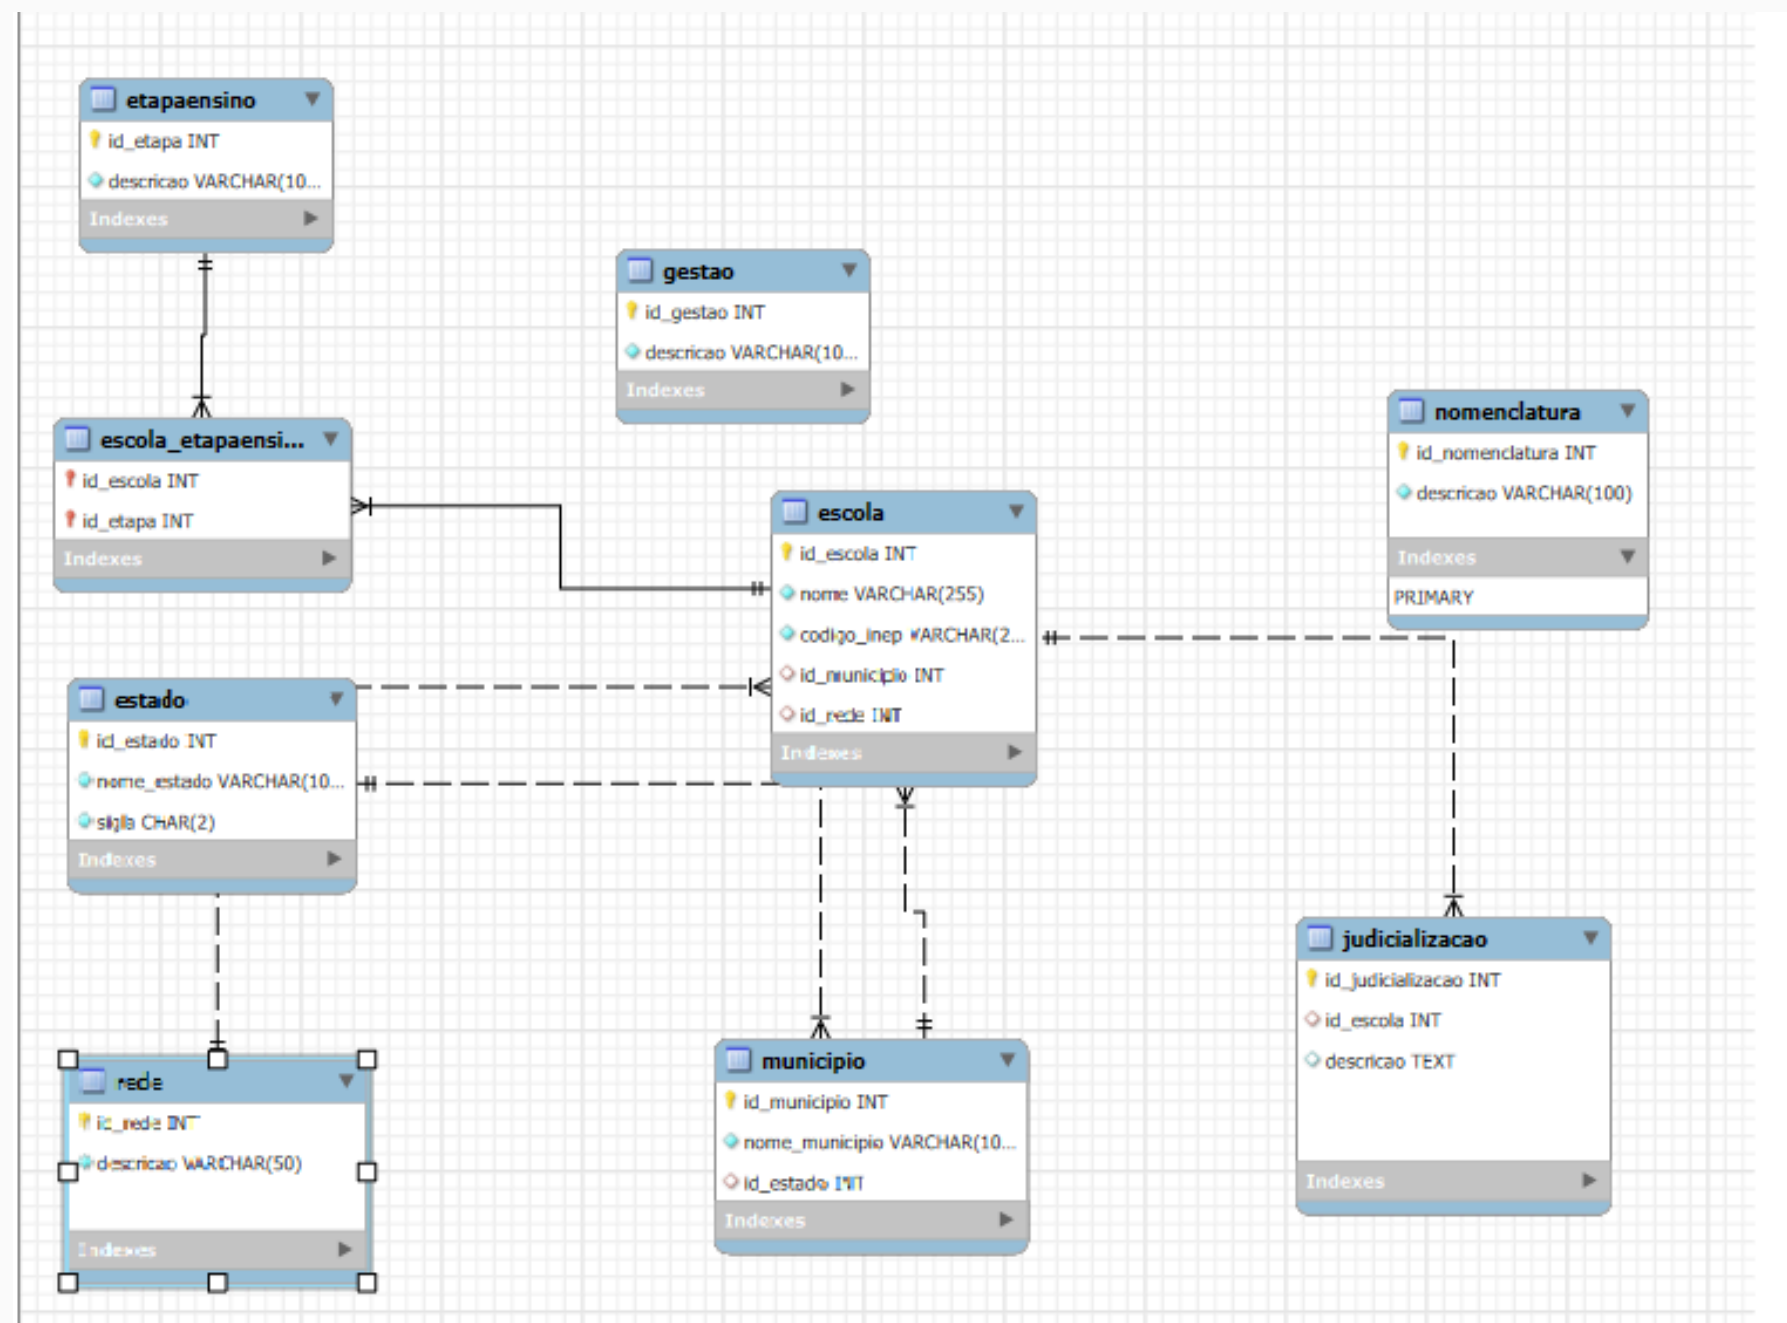 etapaensino
id_etapa INT
descricao VARCHAR(10...
Indexes
gestao
id_gestao INT
descricao VARCHAR(10...
Indexes
nomenclatura
id_nomenclatura INT
descricao VARCHAR(100)
Indexes
PRIMARY
escola_etapaensi...
id_escola INT
id_etapa INT
Indexes
escola
id_escola INT
nome VARCHAR(255)
codigo_inep VARCHAR(2...
id_municipio INT
id_rede INT
Indexes
estado
id_estado INT
nome_estado VARCHAR(10...
sigla CHAR(2)
Indexes
judicializacao
id_judicializacao INT
id_escola INT
descricao TEXT
Indexes
rede
id_rede INT
descricao VARCHAR(50)
Indexes
municipio
id_municipio INT
nome_municipio VARCHAR(10...
id_estado INT
Indexes